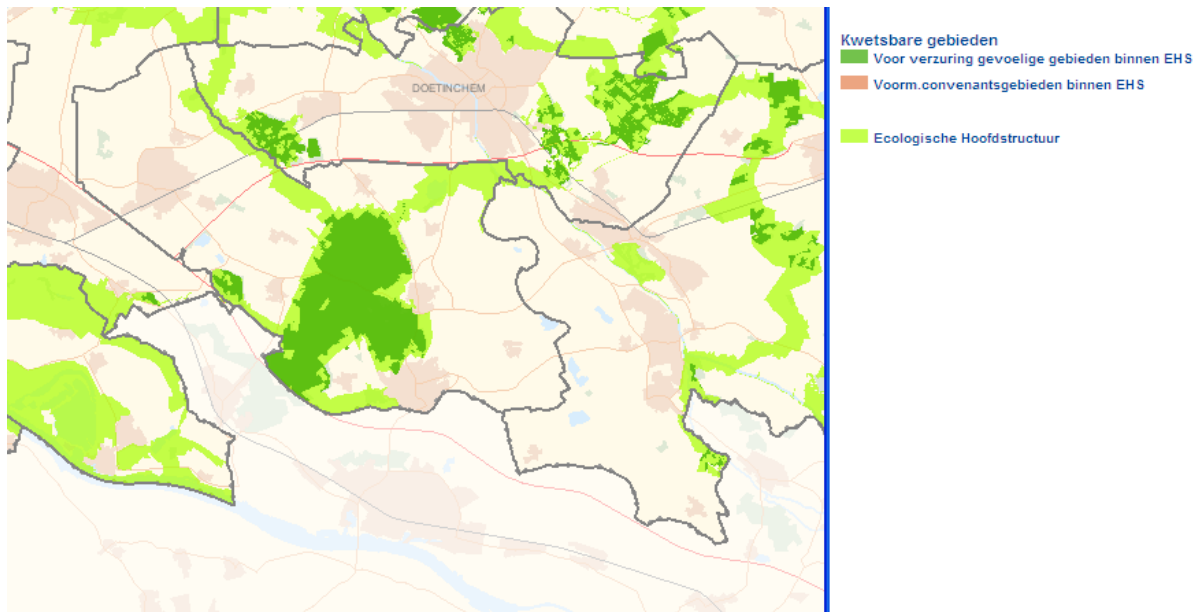 DOETINCHEM
Kwetsbare gebieden
Voor verzuring gevoelige gebieden binnen EHS
Voorm.convenantsgebieden binnen EHS
Ecologische Hoofdstructuur